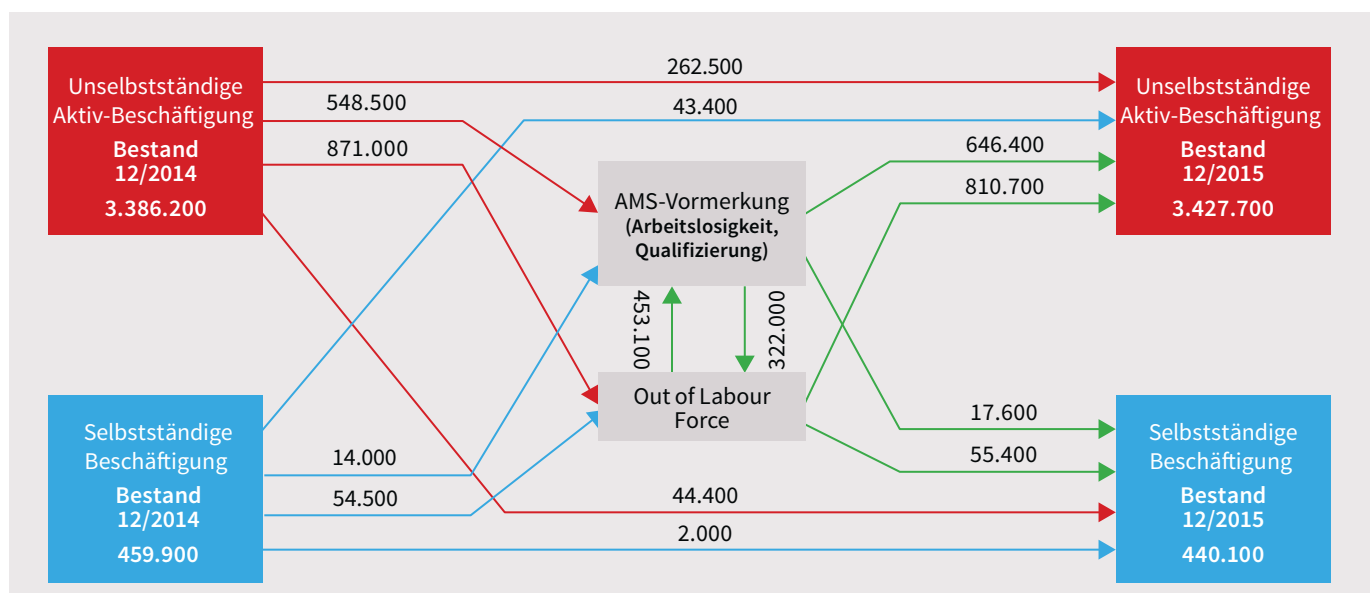 Unselbstständige
Aktiv-Beschäftigung
Bestand
12/2014
3.386.200
262.500
548.500
43.400
871.000
Unselbstständige
Aktiv-Beschäftigung
Bestand
12/2015
3.427.700
646.400
810.700
AMS-Vormerkung
(Arbeitslosigkeit,
Qualifizierung)
453.100
322.000
Out of Labour
Force
Selbstständige
Beschäftigung
Bestand
12/2014
459.900
14.000
54.500
44.400
2.000
17.600
55.400
Selbstständige
Beschäftigung
Bestand
12/2015
440.100